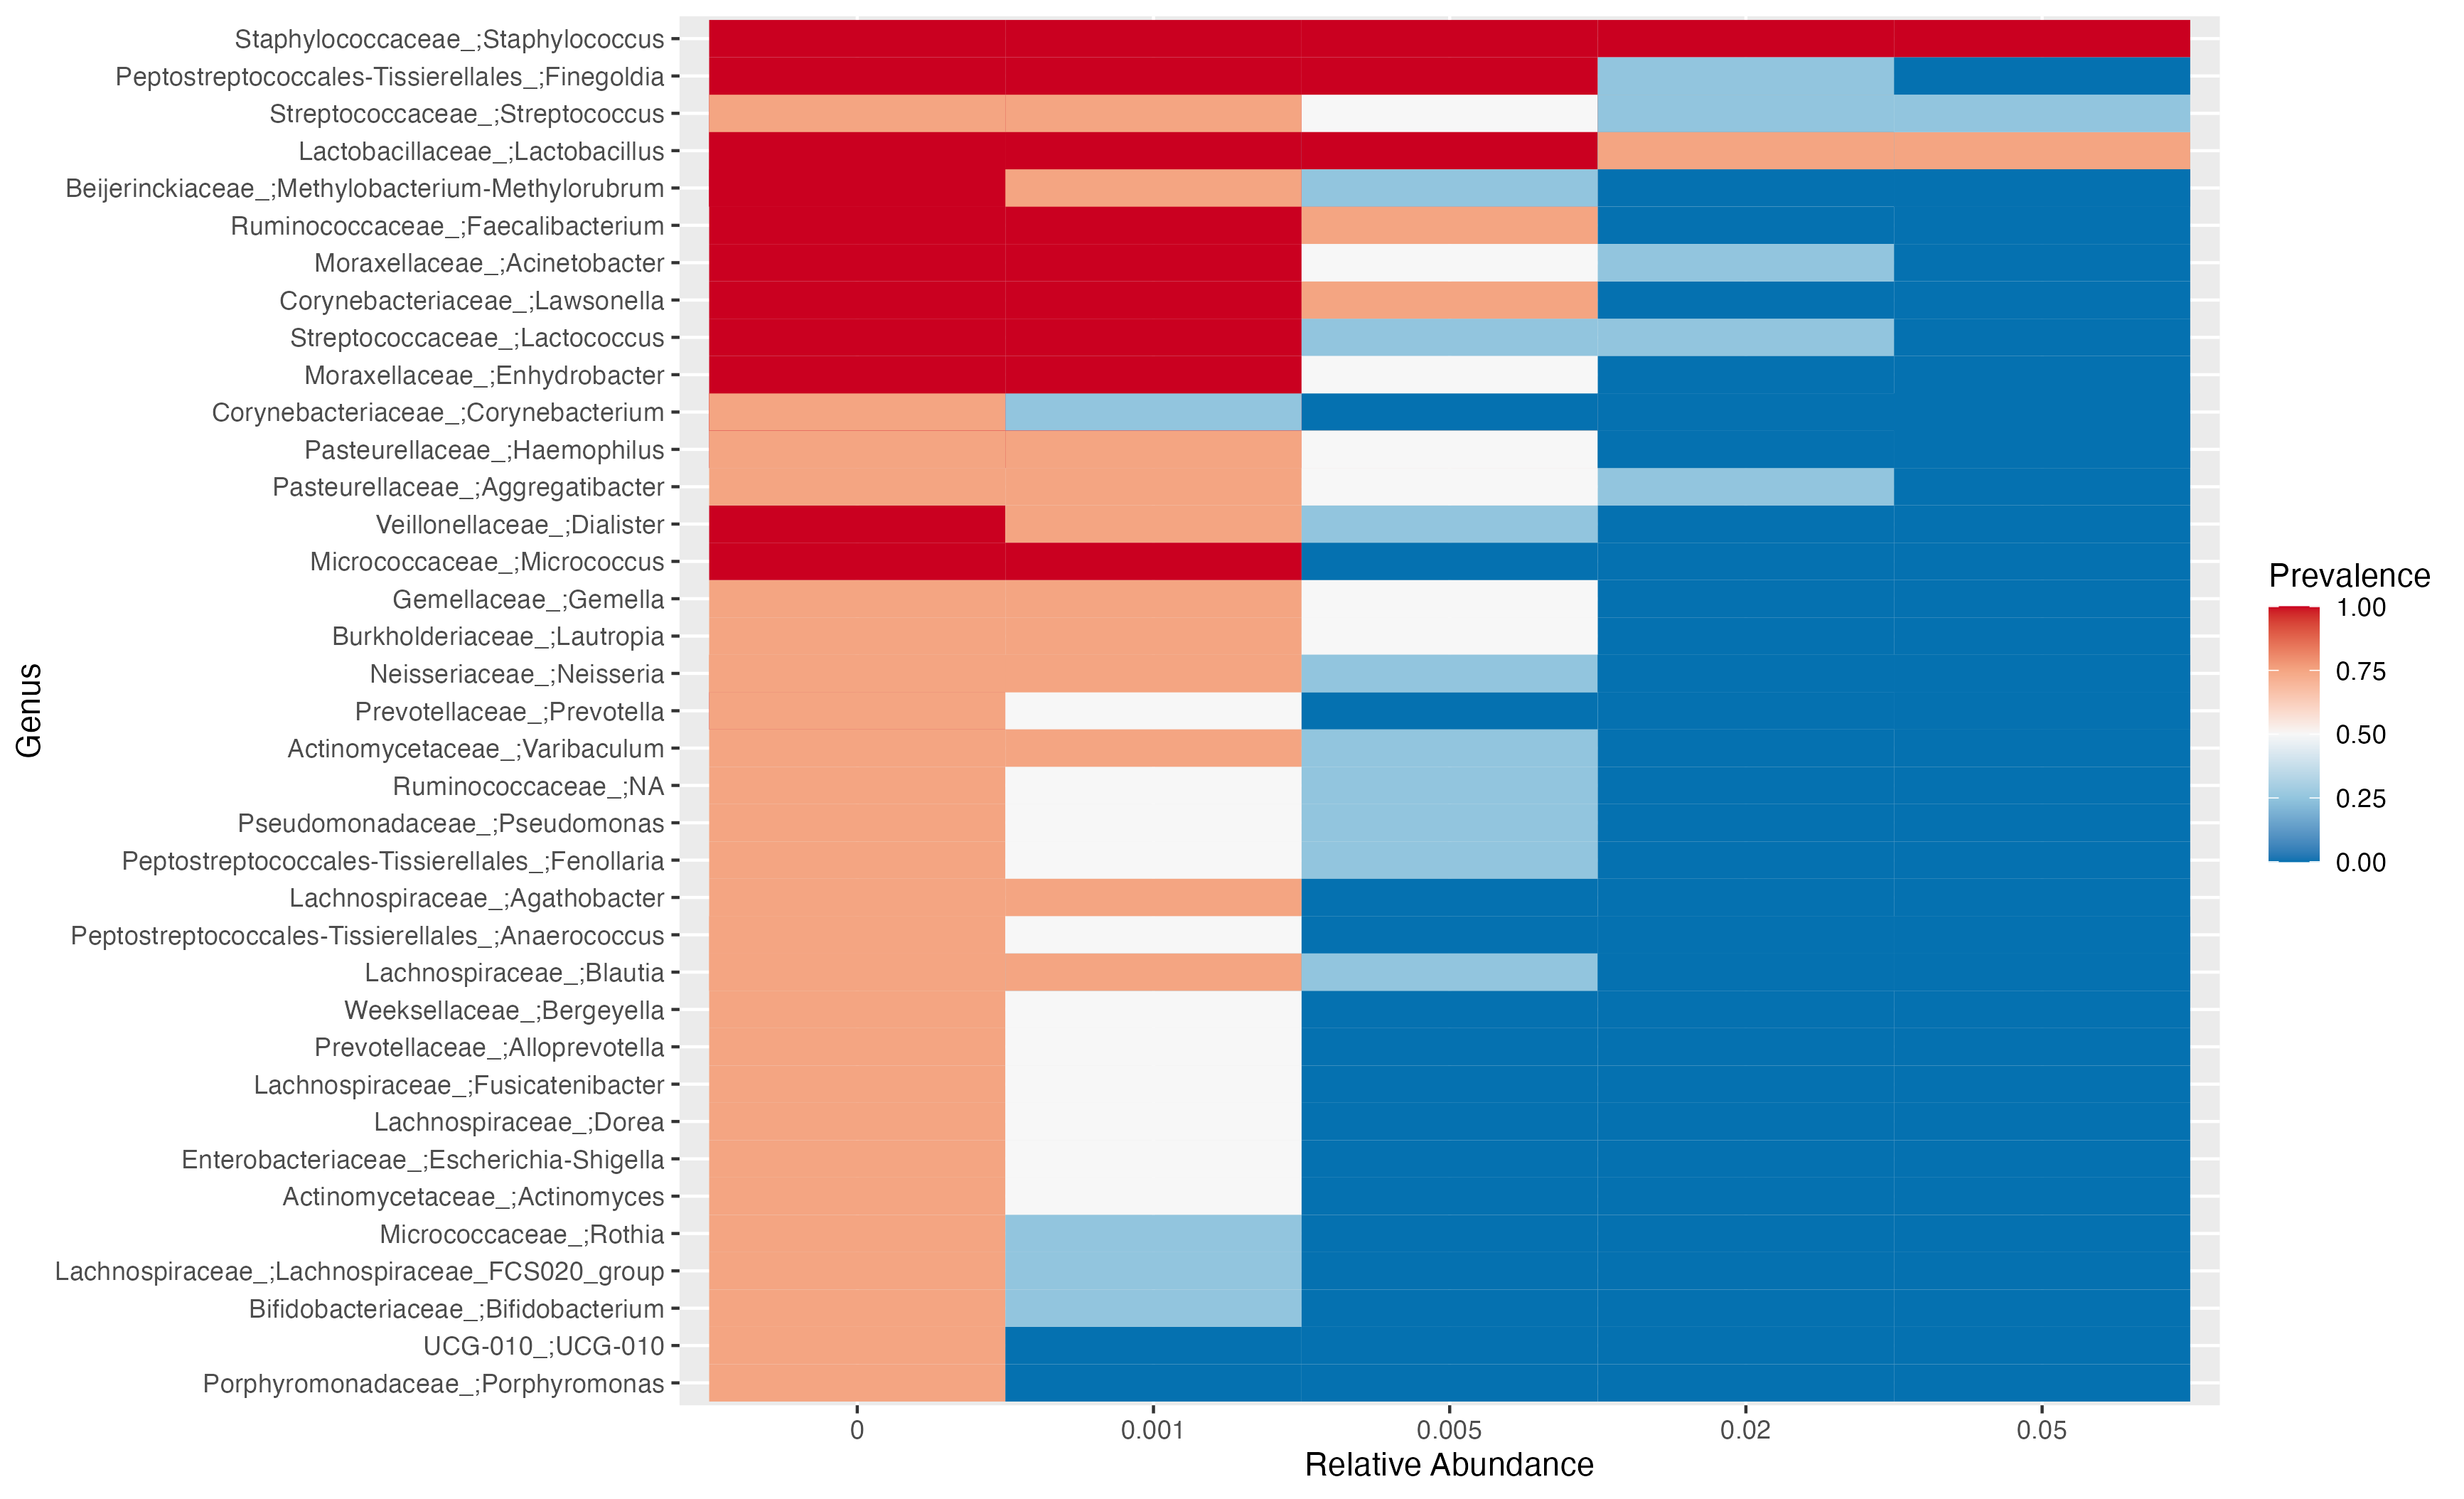 Staphylococcaceae_;Staphylococcus
Peptostreptococcales-Tissierellales_;Finegoldia
Streptococcaceae_;Streptococcus
Lactobacillaceae_;Lactobacillus
Beijerinckiaceae_;Methylobacterium-Methylorubrum
Ruminococcaceae_;Faecalibacterium
Moraxellaceae_;Acinetobacter
Corynebacteriaceae_;Lawsonella
Streptococcaceae_;Lactococcus
Moraxellaceae_;Enhydrobacter
Corynebacteriaceae_;Corynebacterium
Pasteurellaceae_;Haemophilus
Pasteurellaceae_;Aggregatibacter
Veillonellaceae_;Dialister
Micrococcaceae_;Micrococcus
Gemellaceae_;Gemella
Burkholderiaceae_;Lautropia
Neisseriaceae_;Neisseria
Prevotellaceae_;Prevotella
Actinomycetaceae_;Varibaculum
Ruminococcaceae_;NA
Pseudomonadaceae_;Pseudomonas
Peptostreptococcales-Tissierellales_;Fenollaria
Lachnospiraceae_;Agathobacter
Peptostreptococcales-Tissierellales_;Anaerococcus
Lachnospiraceae_;Blautia
Weeksellaceae_;Bergeyella
Prevotellaceae_;Alloprevotella
Lachnospiraceae_;Fusicatenibacter
Lachnospiraceae_;Dorea
Enterobacteriaceae_;Escherichia-Shigella
Actinomycetaceae_;Actinomyces
Micrococcaceae_;Rothia
Lachnospiraceae_;Lachnospiraceae_FCS020_group
Bifidobacteriaceae_;Bifidobacterium
UCG-010_;UCG-010
Porphyromonadaceae_;Porphyromonas
Genus
0 0.001 0.005 0.02 0.05
Relative Abundance
Prevalence
1.00
0.75
0.50
0.25
0.00